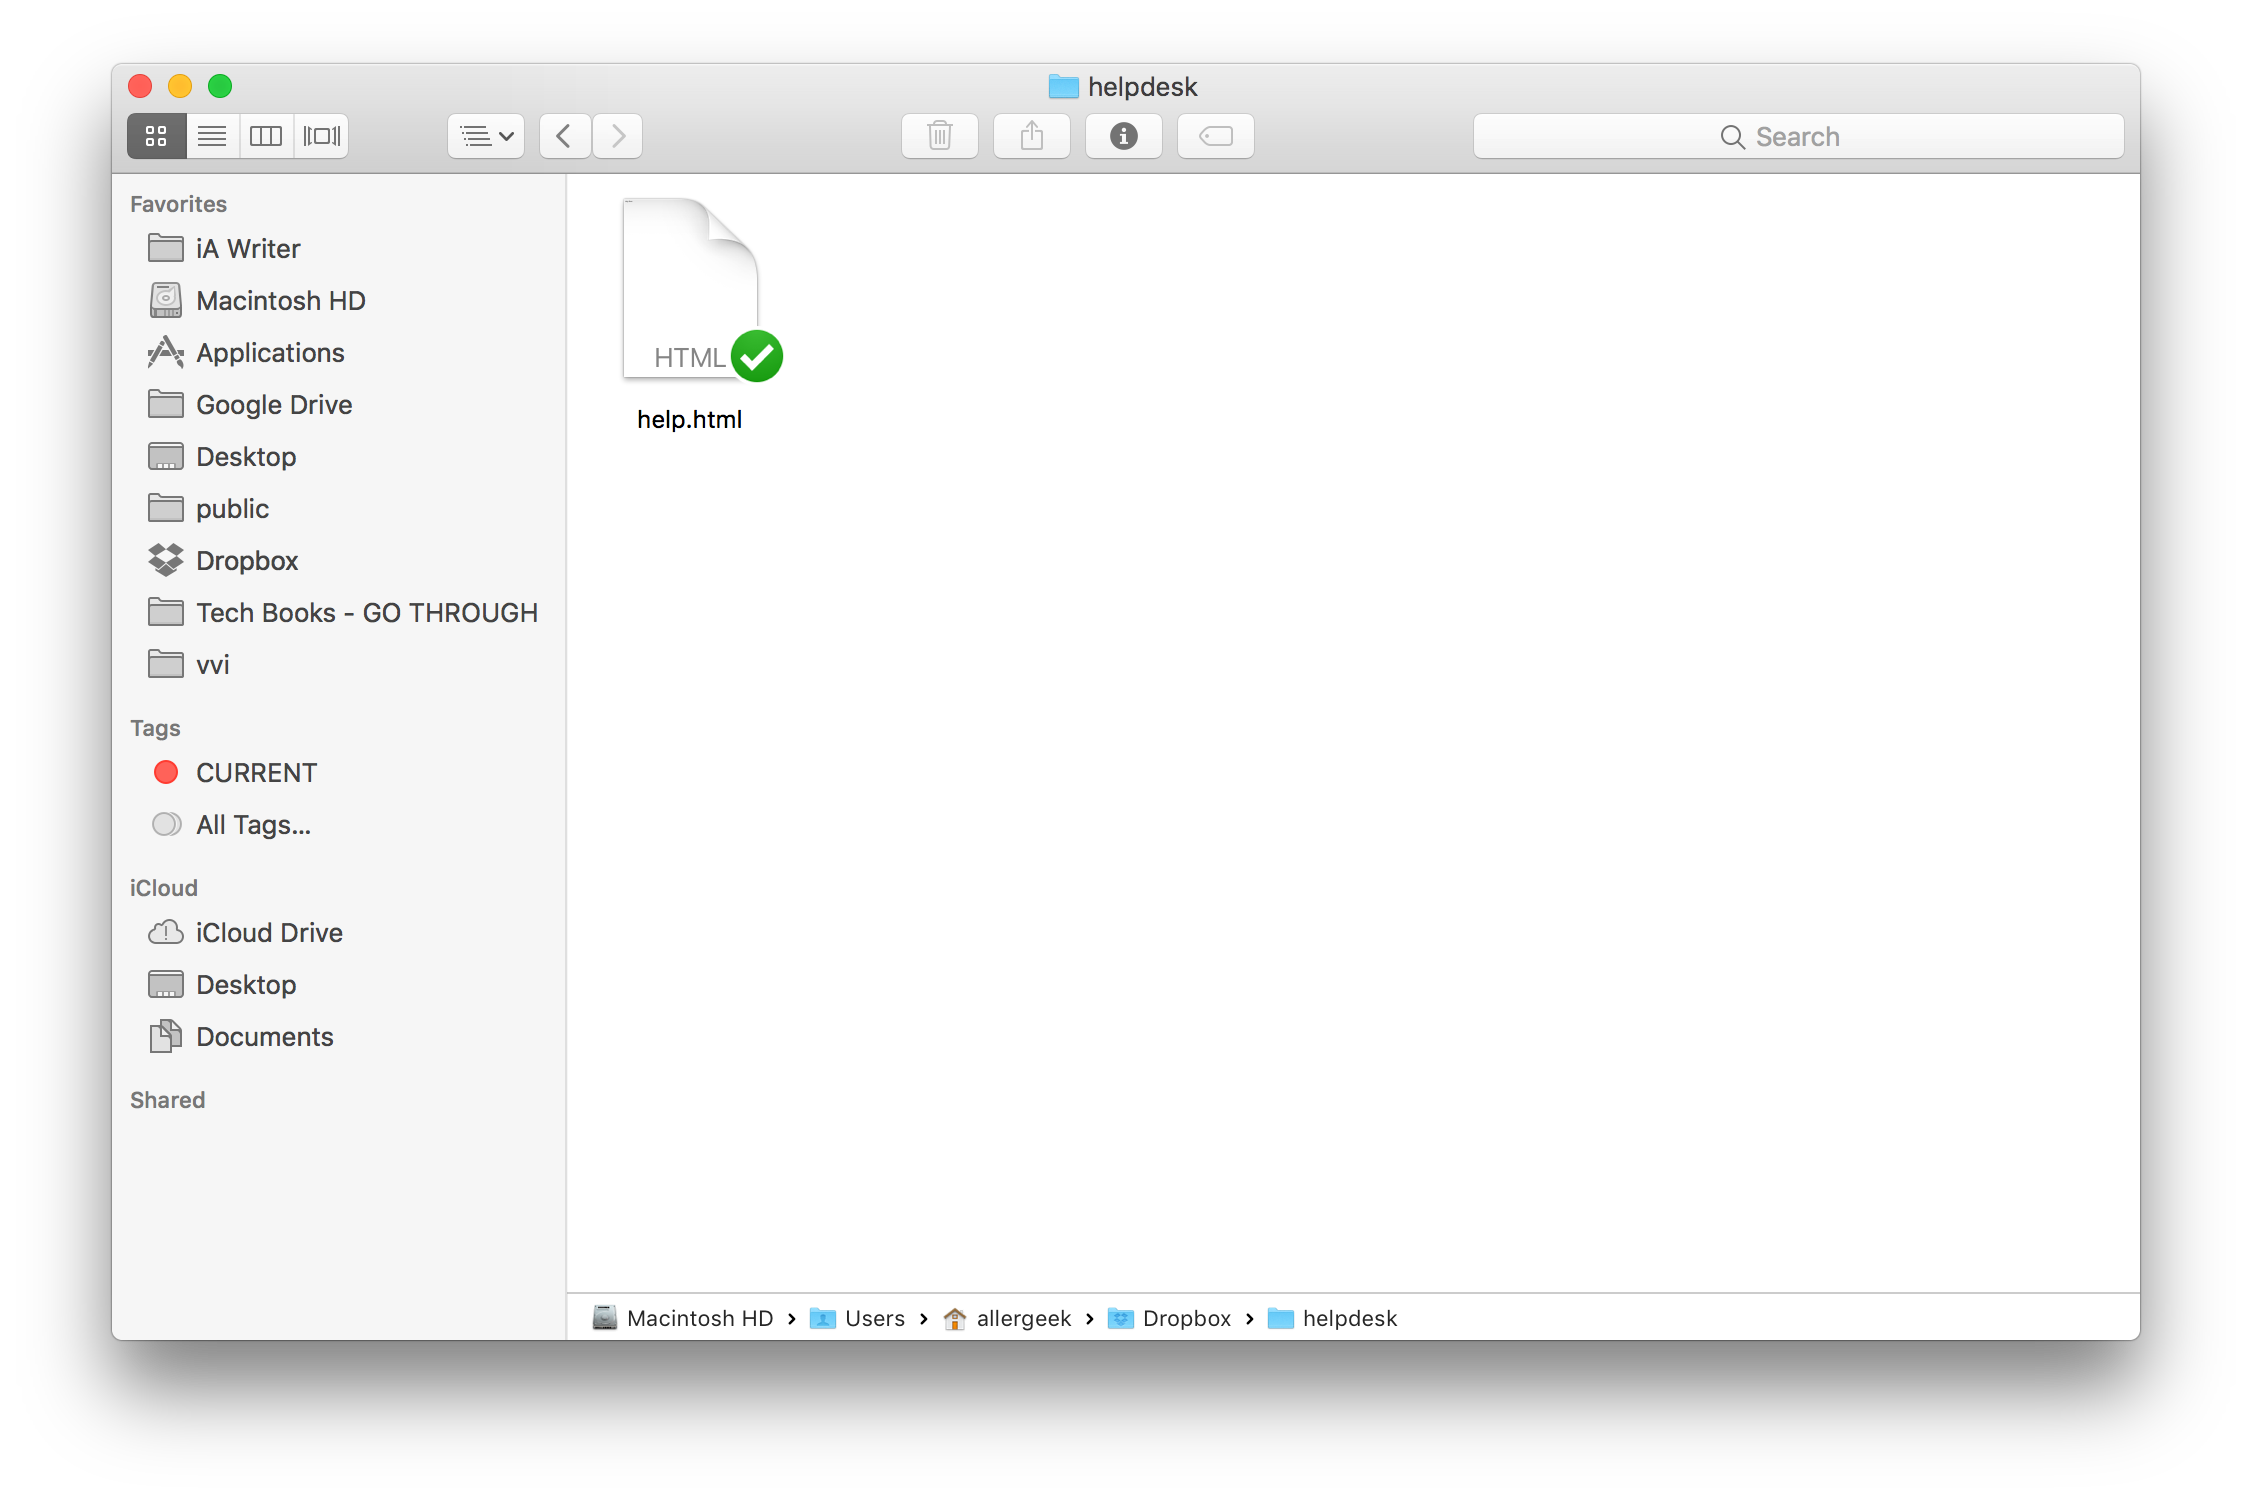 helpdesk
Search
Favorites
iA Writer
Macintosh HD
Applications
Google Drive
Desktop
public
Dropbox
Tech Books - GO THROUGH
vvi
Tags
CURRENT
All Tags...
iCloud
iCloud Drive
Desktop
Documents
Shared
HTML
help.html
Macintosh HD › Users › allergeek › Dropbox › helpdesk